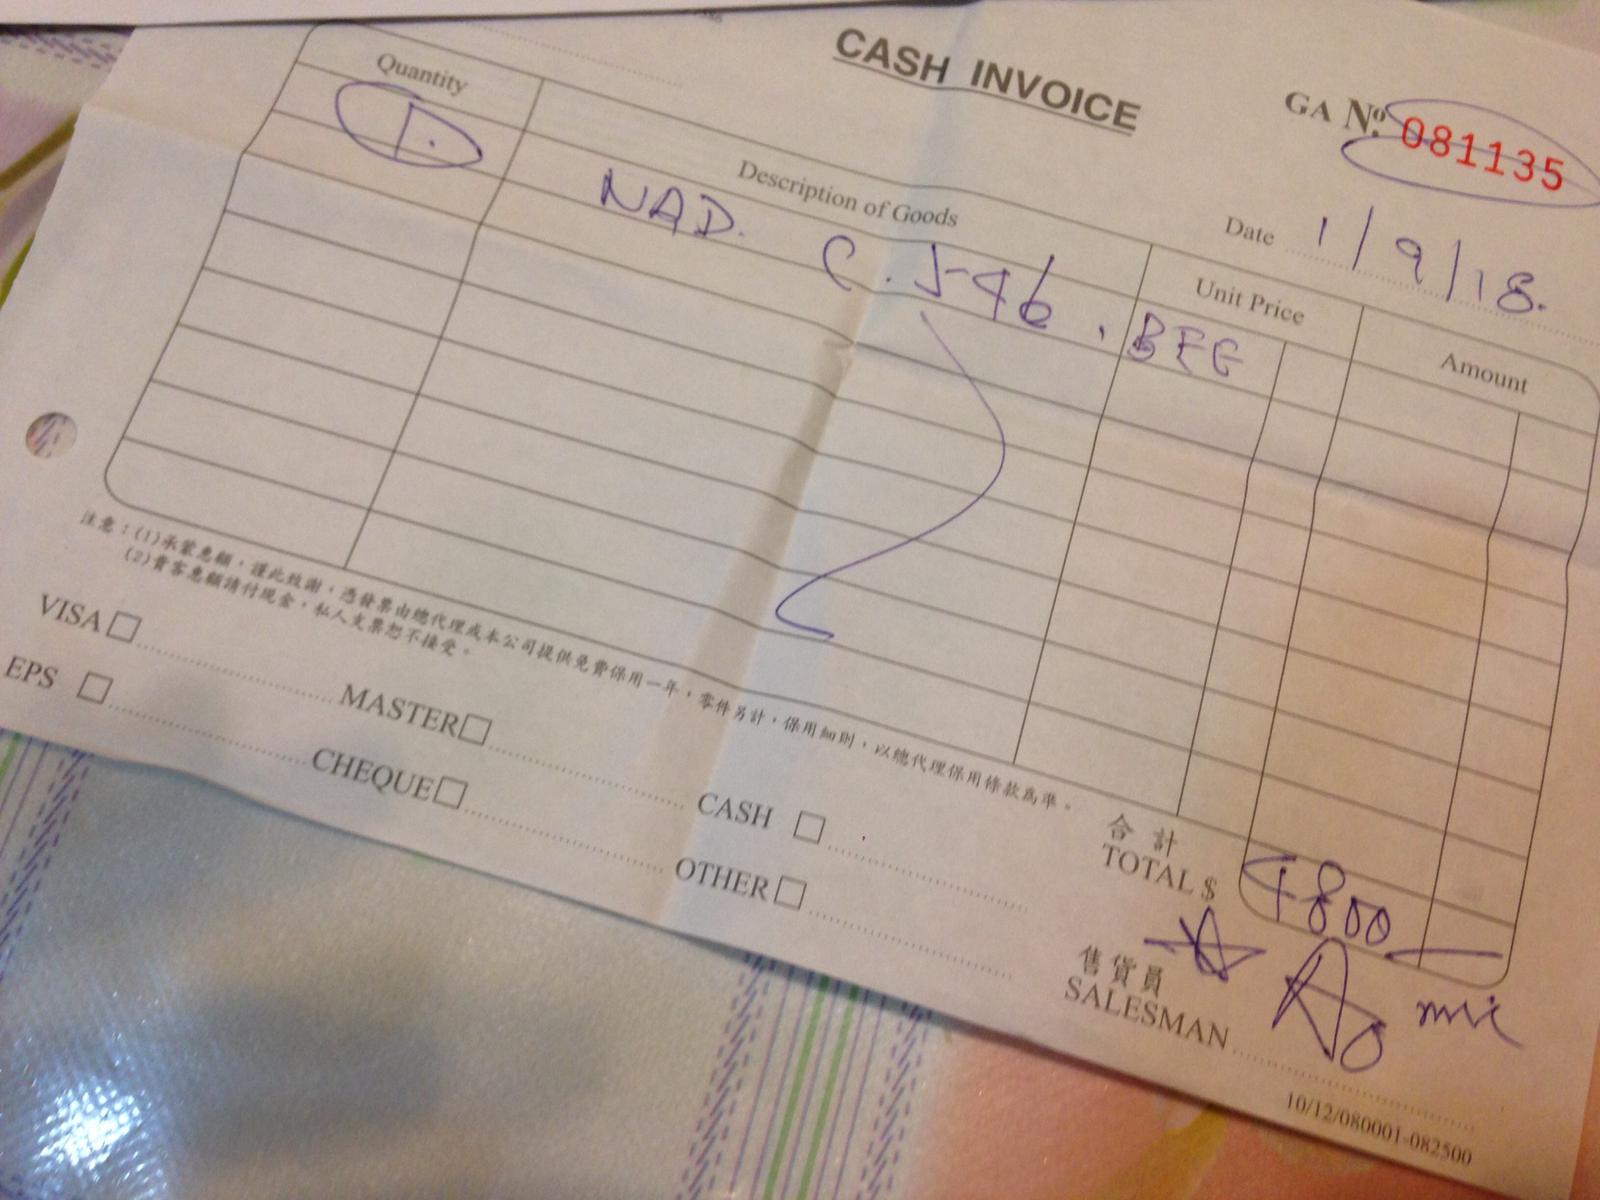 CASH INVOICE
GA No. 081135
Date 1/9/18.
Quantity Description of Goods Unit Price Amount
1. NAD. C.546. BEE
注意：(1)承蒙惠顧，謹此致謝，憑發票由總代理或本公司提供免費保用一年，零件另計，保用細則，以總代理保用條款為準。
(2)貴客惠顧請付現金，私人支票恕不接受。
VISA MASTER CASH
EPS CHEQUE OTHER
合計
TOTAL $ 4800
售貨員
SALESMAN
10/12/080001-082500